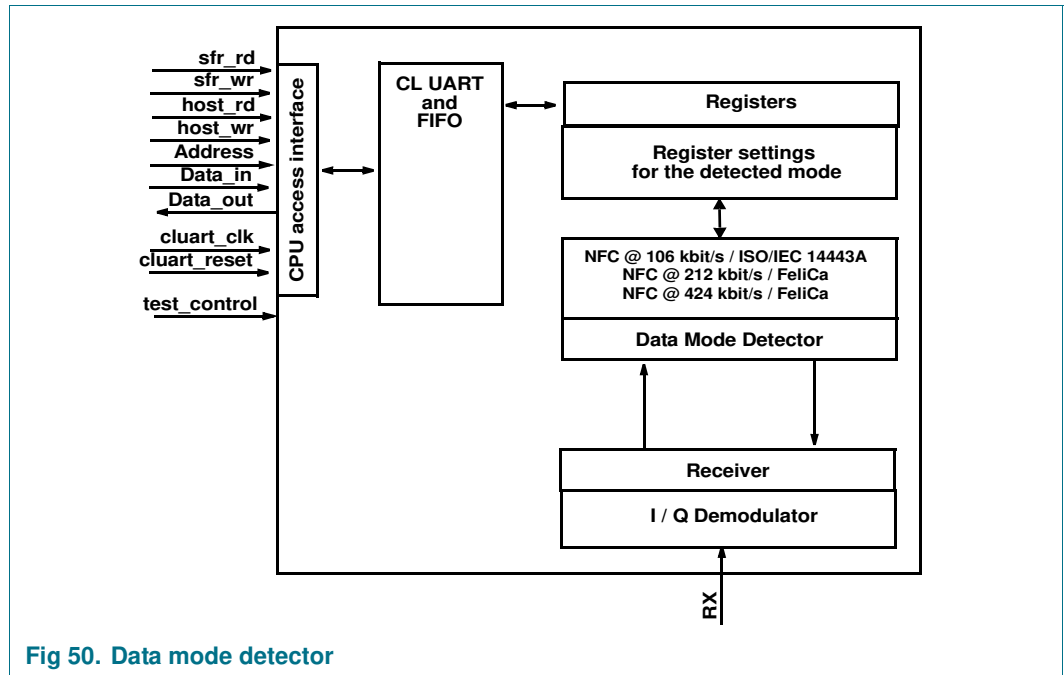 sfr_rd
sfr_wr
host_rd
host_wr
Address
Data_in
Data_out
cluart_clk
cluart_reset
test_control
CPU access interface
CL UART
and
FIFO
Registers
Register settings
for the detected mode
NFC @ 106 kbit/s / ISO/IEC 14443A
NFC @ 212 kbit/s / FeliCa
NFC @ 424 kbit/s / FeliCa
Data Mode Detector
Receiver
I / Q Demodulator
RX
Fig 50. Data mode detector